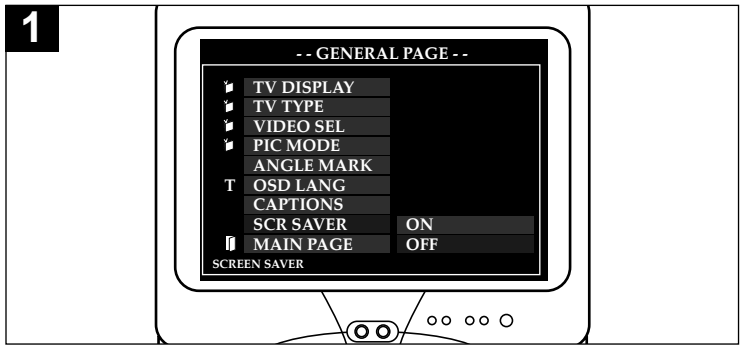 1
- - GENERAL PAGE - -
TV DISPLAY
TV TYPE
VIDEO SEL
PIC MODE
ANGLE MARK
T OSD LANG
CAPTIONS
SCR SAVER ON
MAIN PAGE OFF
SCREEN SAVER